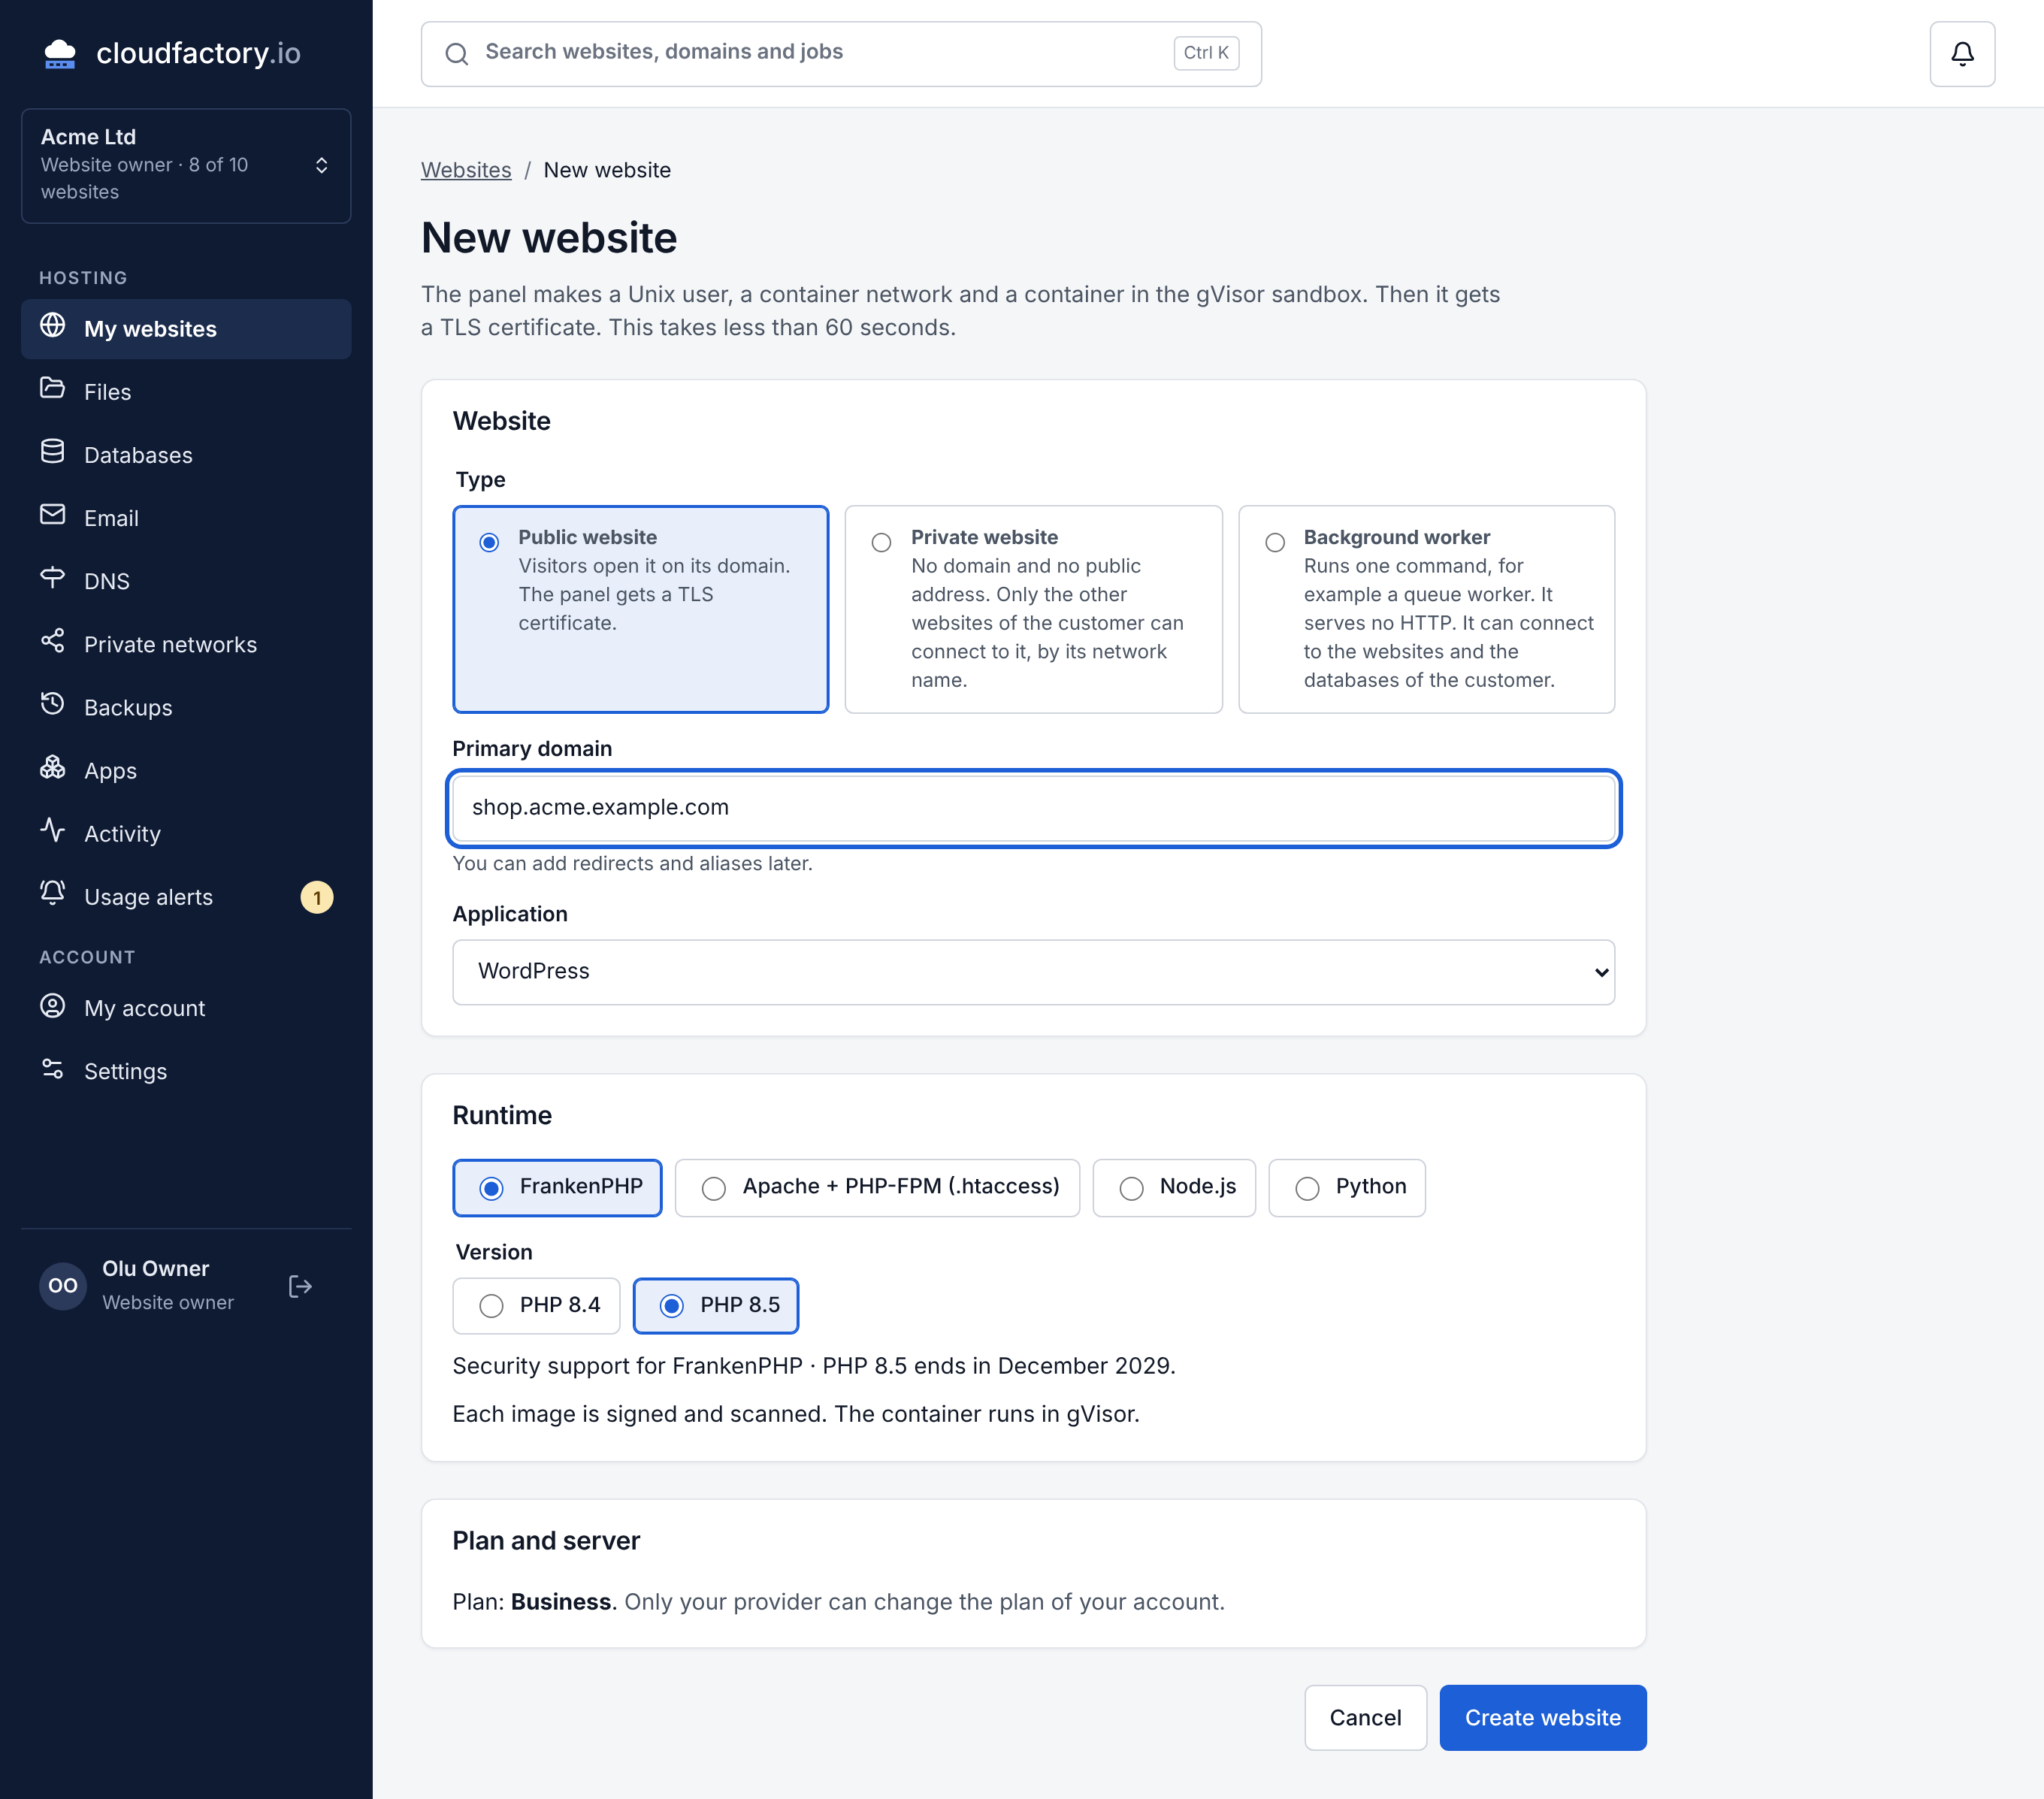 cloudfactory.io
Acme Ltd
Website owner · 8 of 10
websites
HOSTING
My websites
Files
Databases
Email
DNS
Private networks
Backups
Apps
Activity
Usage alerts 1
ACCOUNT
My account
Settings
OO
Olu Owner
Website owner
Search websites, domains and jobs Ctrl K
Websites / New website
New website
The panel makes a Unix user, a container network and a container in the gVisor sandbox. Then it gets
a TLS certificate. This takes less than 60 seconds.
Website
Type
Public website
Visitors open it on its domain.
The panel gets a TLS
certificate.
Private website
No domain and no public
address. Only the other
websites of the customer can
connect to it, by its network
name.
Background worker
Runs one command, for
example a queue worker. It
serves no HTTP. It can connect
to the websites and the
databases of the customer.
Primary domain
shop.acme.example.com
You can add redirects and aliases later.
Application
WordPress
Runtime
FrankenPHP Apache + PHP-FPM (.htaccess) Node.js Python
Version
PHP 8.4 PHP 8.5
Security support for FrankenPHP · PHP 8.5 ends in December 2029.
Each image is signed and scanned. The container runs in gVisor.
Plan and server
Plan: Business. Only your provider can change the plan of your account.
Cancel Create website